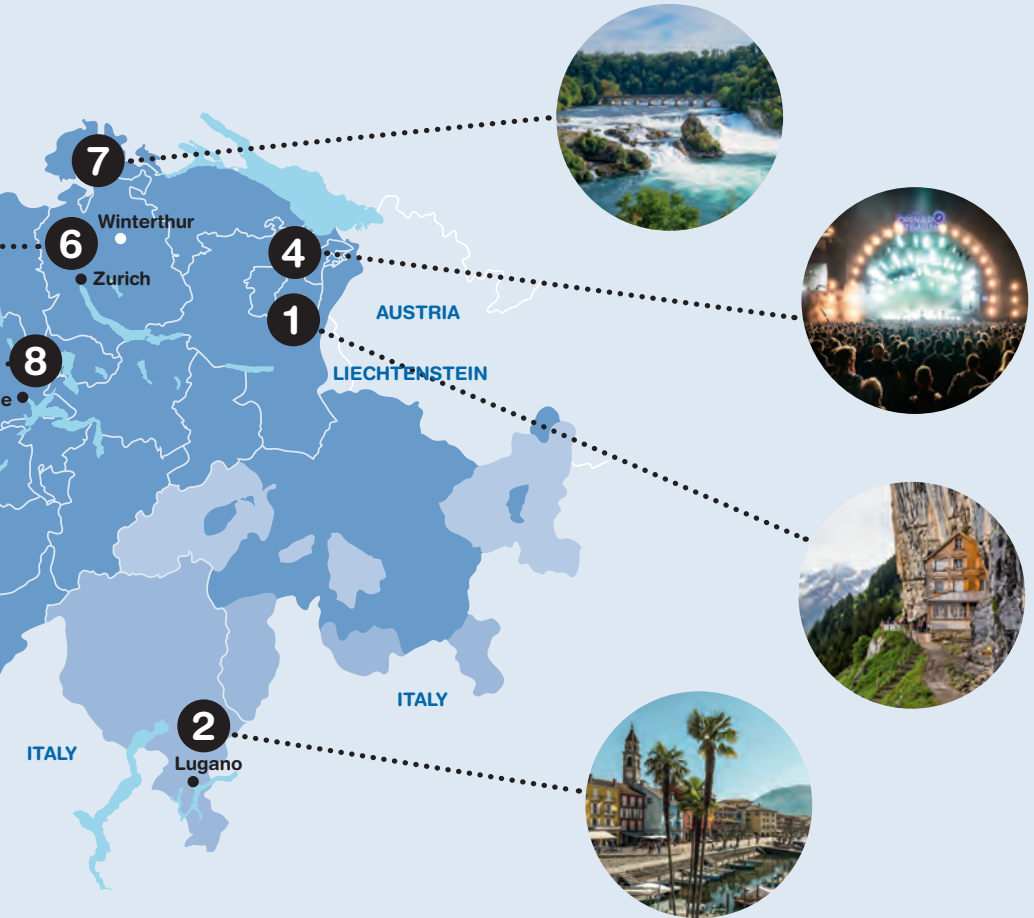 7
Winterthur
6
4
Zurich
1
AUSTRIA
8
LIECHTENSTEIN
e
ITALY
2
ITALY
Lugano